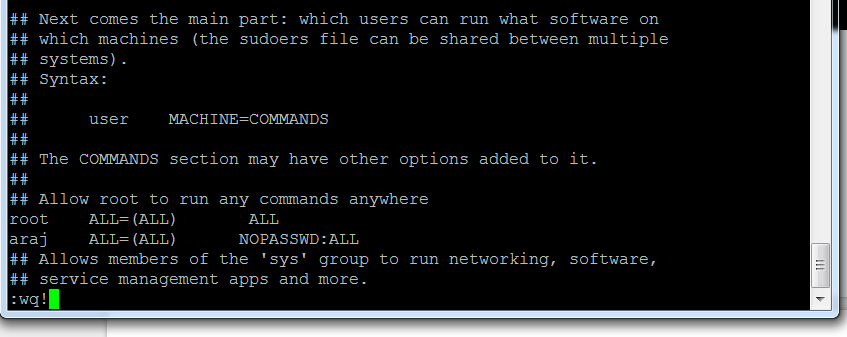 ## Next comes the main part: which users can run what software on
## which machines (the sudoers file can be shared between multiple
## systems).
## Syntax:
##
##      user    MACHINE=COMMANDS
##
## The COMMANDS section may have other options added to it.
##
## Allow root to run any commands anywhere
root    ALL=(ALL)       ALL
araj    ALL=(ALL)      NOPASSWD:ALL
## Allows members of the 'sys' group to run networking, software,
## service management apps and more.
:wq!